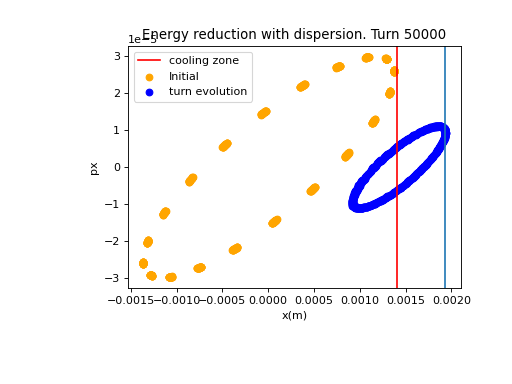 Energy reduction with dispersion. Turn 50000
1e−5
cooling zone
Initial
turn evolution
3
2
1
0
−1
−2
−3
px
−0.0015 −0.0010 −0.0005 0.0000 0.0005 0.0010 0.0015 0.0020
x(m)